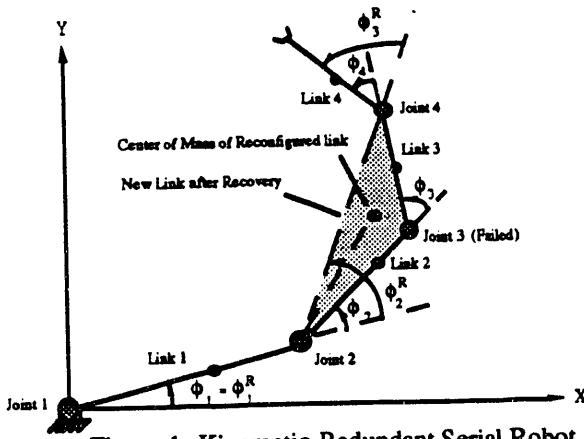 Y
ϕ₃ᴿ
ϕ₄
Link 4
Joint 4
Center of Mass of Reconfigured link
Link 3
New Link after Recovery
ϕ₃
Joint 3 (Failed)
Link 2
ϕ₂ᴿ
ϕ₂
Link 1
Joint 2
ϕ₁ = ϕ₁ᴿ
Joint 1
X
Kinematic Redundant Serial Robot